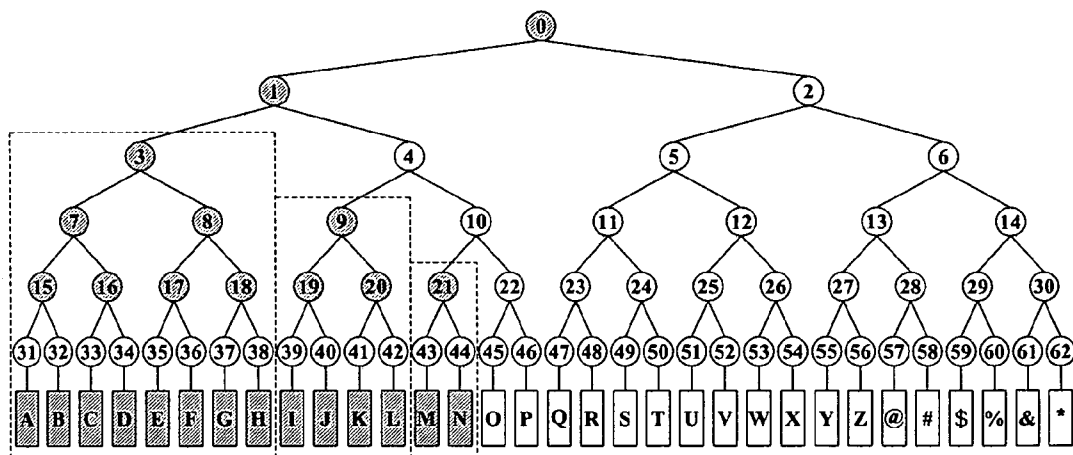 0
1 2
3 4 5 6
7 8 9 10 11 12 13 14
15 16 17 18 19 20 21 22 23 24 25 26 27 28 29 30
31 32 33 34 35 36 37 38 39 40 41 42 43 44 45 46 47 48 49 50 51 52 53 54 55 56 57 58 59 60 61 62
A B C D E F G H I J K L M N O P Q R S T U V W X Y Z @ # $ % & *